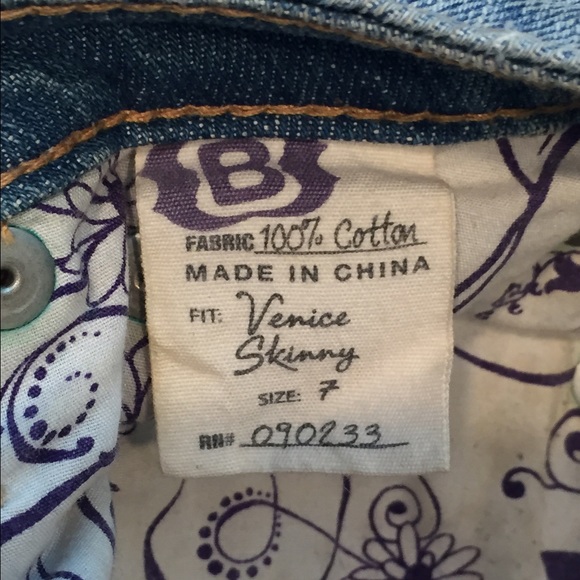 B
FABRIC 100% Cotton
MADE IN CHINA
FIT: Venice
Skinny
SIZE: 7
RN# 090233